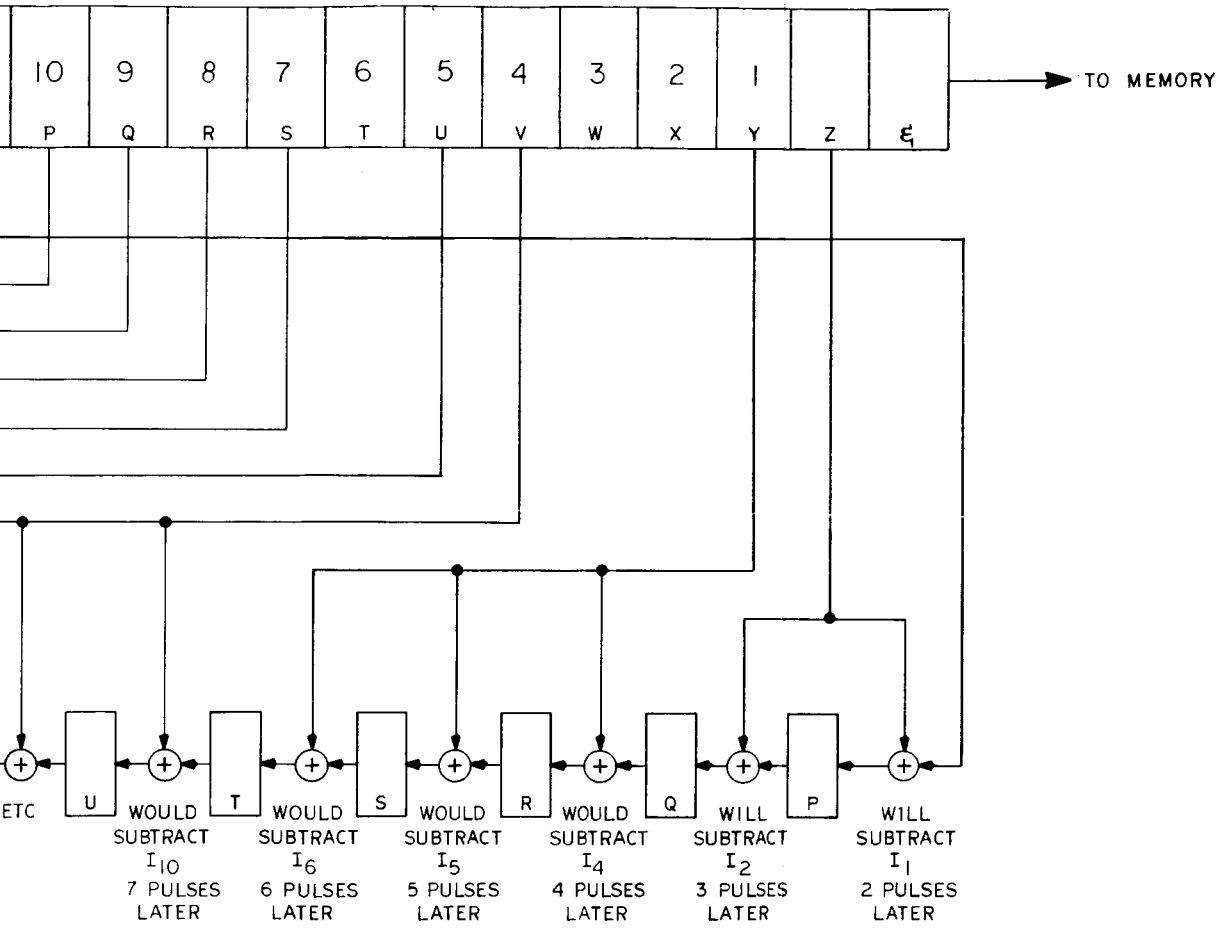 10 9 8 7 6 5 4 3 2 1
TO MEMORY
P Q R S T U V W X Y Z &
+ + + + + + +
U T S R Q P
ETC
WOULD
SUBTRACT
I10
7 PULSES
LATER
WOULD
SUBTRACT
I6
6 PULSES
LATER
WOULD
SUBTRACT
I5
5 PULSES
LATER
WOULD
SUBTRACT
I4
4 PULSES
LATER
WILL
SUBTRACT
I2
3 PULSES
LATER
WILL
SUBTRACT
I1
2 PULSES
LATER